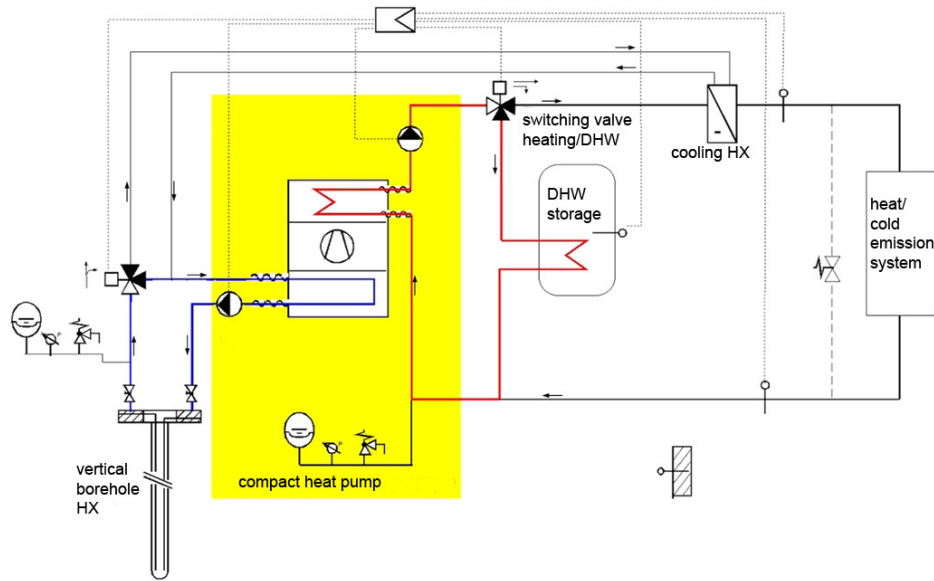 switching valve
heating/DHW
cooling HX
DHW
storage
heat/
cold
emission
system
P
P
vertical
borehole
HX
compact heat pump